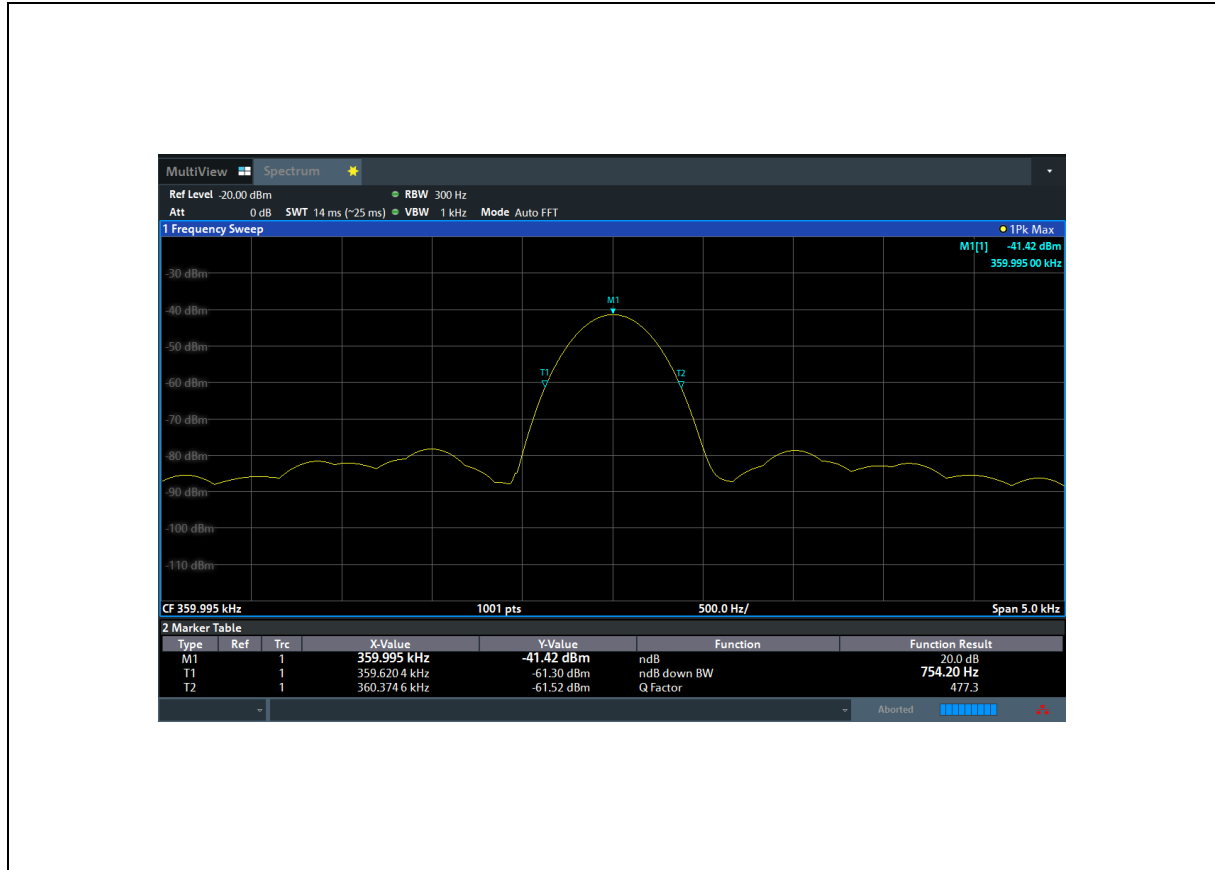 MultiView Spectrum
Ref Level -20.00 dBm RBW 300 Hz
Att 0 dB SWT 14 ms (~25 ms) VBW 1 kHz Mode Auto FFT
1 Frequency Sweep 1Pk Max
M1[1] -41.42 dBm
359.995 00 kHz
-30 dBm
M1
-40 dBm
-50 dBm
T1 T2
-60 dBm
-70 dBm
-80 dBm
-90 dBm
-100 dBm
-110 dBm
CF 359.995 kHz 1001 pts 500.0 Hz/ Span 5.0 kHz
2 Marker Table
Type Ref Trc X-Value Y-Value Function Function Result
M1 1 359.995 kHz -41.42 dBm ndB 20.0 dB
T1 1 359.620 4 kHz -61.30 dBm ndB down BW 754.20 Hz
T2 1 360.374 6 kHz -61.52 dBm Q Factor 477.3
Aborted